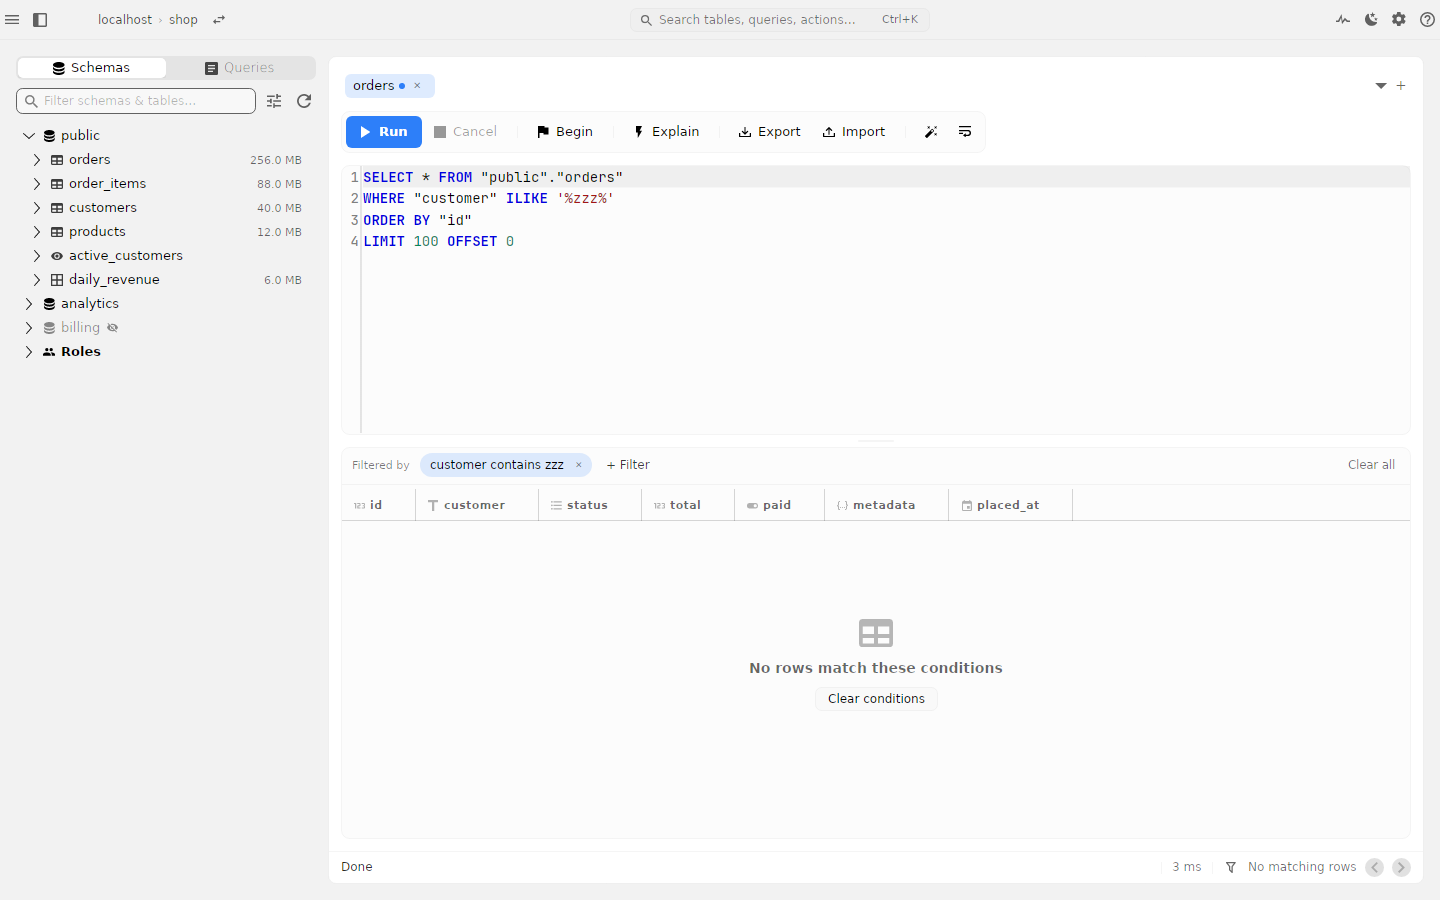 localhost › shop
Search tables, queries, actions... Ctrl+K
Schemas
Queries
Filter schemas & tables...
public
orders 256.0 MB
order_items 88.0 MB
customers 40.0 MB
products 12.0 MB
active_customers
daily_revenue 6.0 MB
analytics
billing
Roles
orders ×
Run Cancel Begin Explain Export Import
1 SELECT * FROM "public"."orders"
2 WHERE "customer" ILIKE '%zzz%'
3 ORDER BY "id"
4 LIMIT 100 OFFSET 0
Filtered by customer contains zzz × + Filter Clear all
123 id customer status 123 total paid {..} metadata placed_at
No rows match these conditions
Clear conditions
Done 3 ms No matching rows